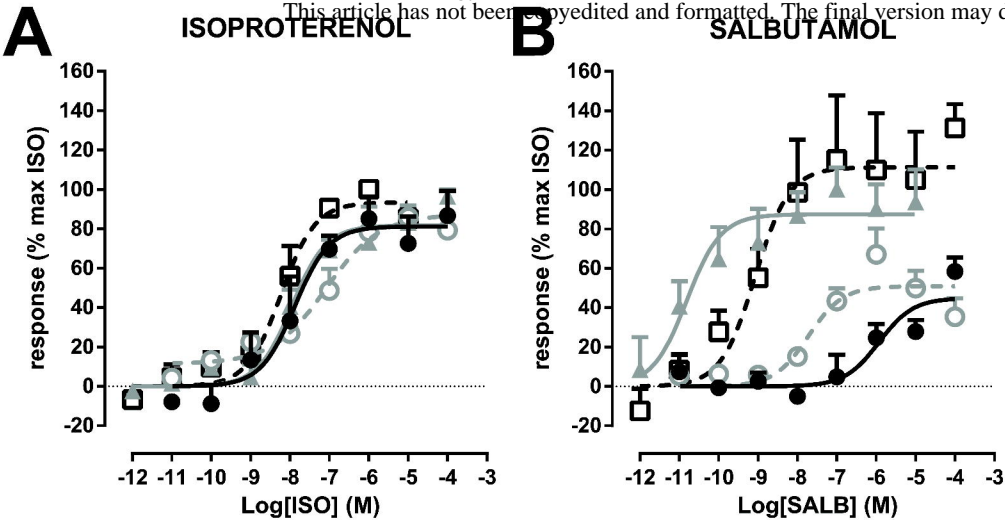 This article has not been copyedited and formatted. The final version may d
A ISOPROTERENOL
160
140
120
100
80
60
40
20
0
-20
response (% max ISO)
-12 -11 -10 -9 -8 -7 -6 -5 -4 -3
Log[ISO] (M)
B SALBUTAMOL
160
140
120
100
80
60
40
20
0
-20
response (% max ISO)
-12 -11 -10 -9 -8 -7 -6 -5 -4 -3
Log[SALB] (M)